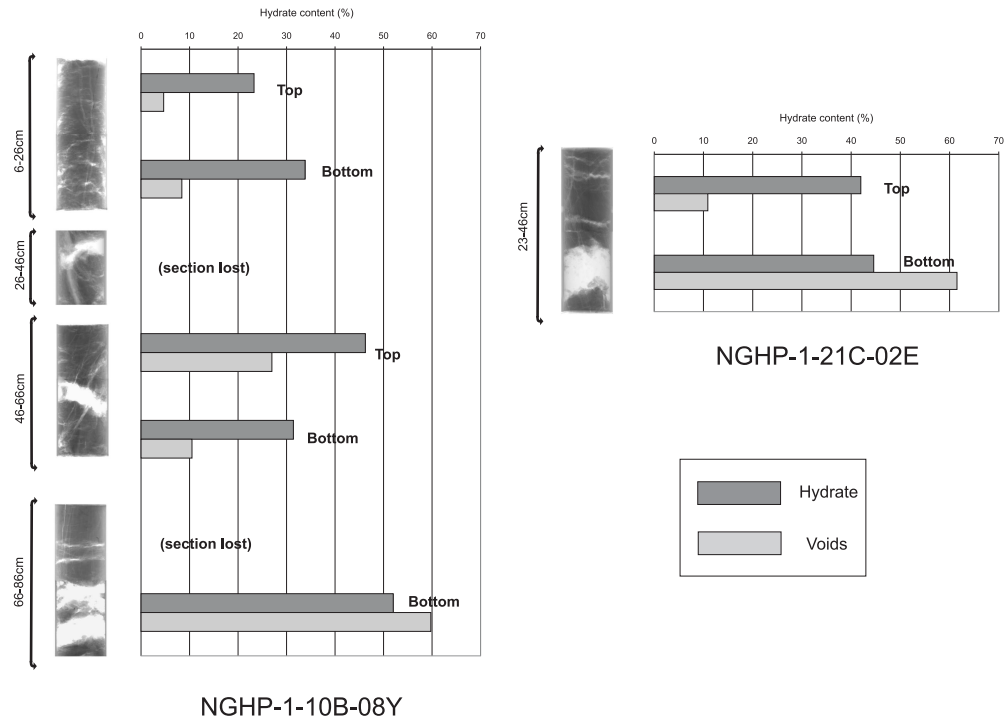 Hydrate content (%)
0 10 20 30 40 50 60 70
6-26cm
Top
Bottom
26-46cm
(section lost)
46-66cm
Top
Bottom
66-86cm
(section lost)
Bottom
NGHP-1-10B-08Y
Hydrate content (%)
0 10 20 30 40 50 60 70
23-46cm
Top
Bottom
NGHP-1-21C-02E
Hydrate
Voids